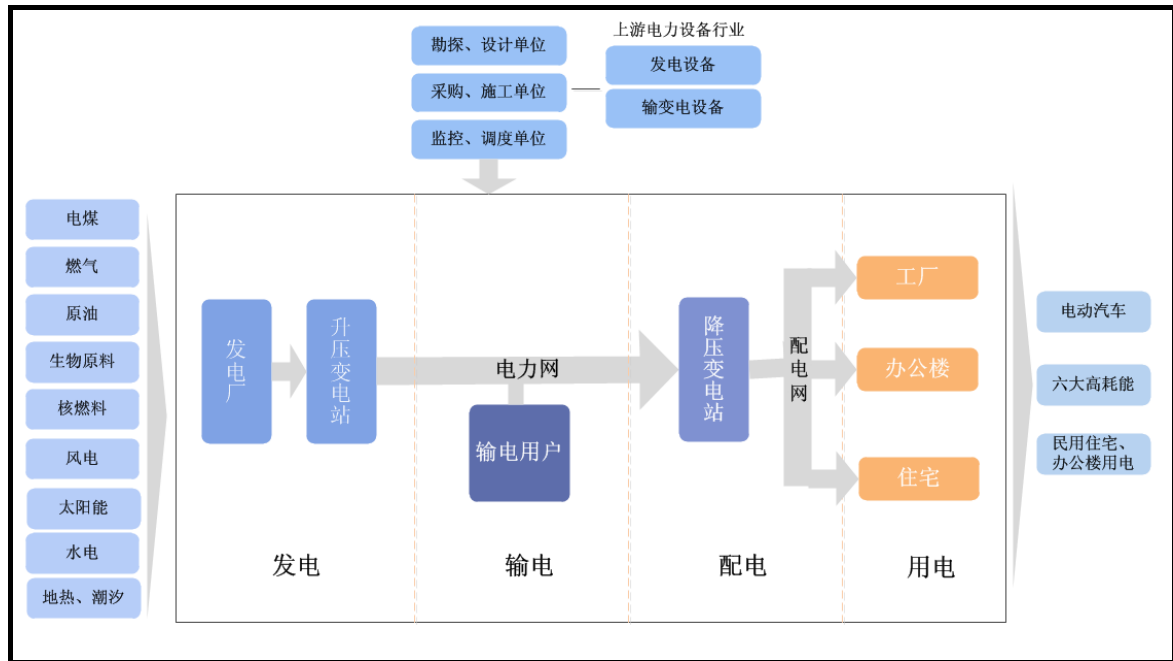 上游电力设备行业
勘探、设计单位
发电设备
采购、施工单位
输变电设备
监控、调度单位
电煤
燃气
原油
生物原料
核燃料
风电
太阳能
水电
地热、潮汐
发电厂
升压变电站
电力网
输电用户
降压变电站
配电网
工厂
办公楼
住宅
发电
输电
配电
用电
电动汽车
六大高耗能
民用住宅、
办公楼用电